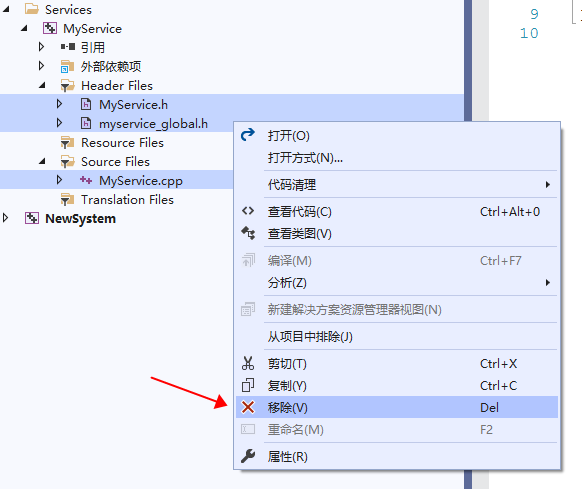 Services
MyService
引用
外部依赖项
Header Files
MyService.h
myservice_global.h
Resource Files
Source Files
MyService.cpp
Translation Files
NewSystem
9
10
打开(O)
打开方式(N)...
代码清理
查看代码(C) Ctrl+Alt+0
查看类图(V)
编译(M) Ctrl+F7
分析(Z)
新建解决方案资源管理器视图(N)
从项目中排除(J)
剪切(T) Ctrl+X
复制(Y) Ctrl+C
移除(V) Del
重命名(M) F2
属性(R)